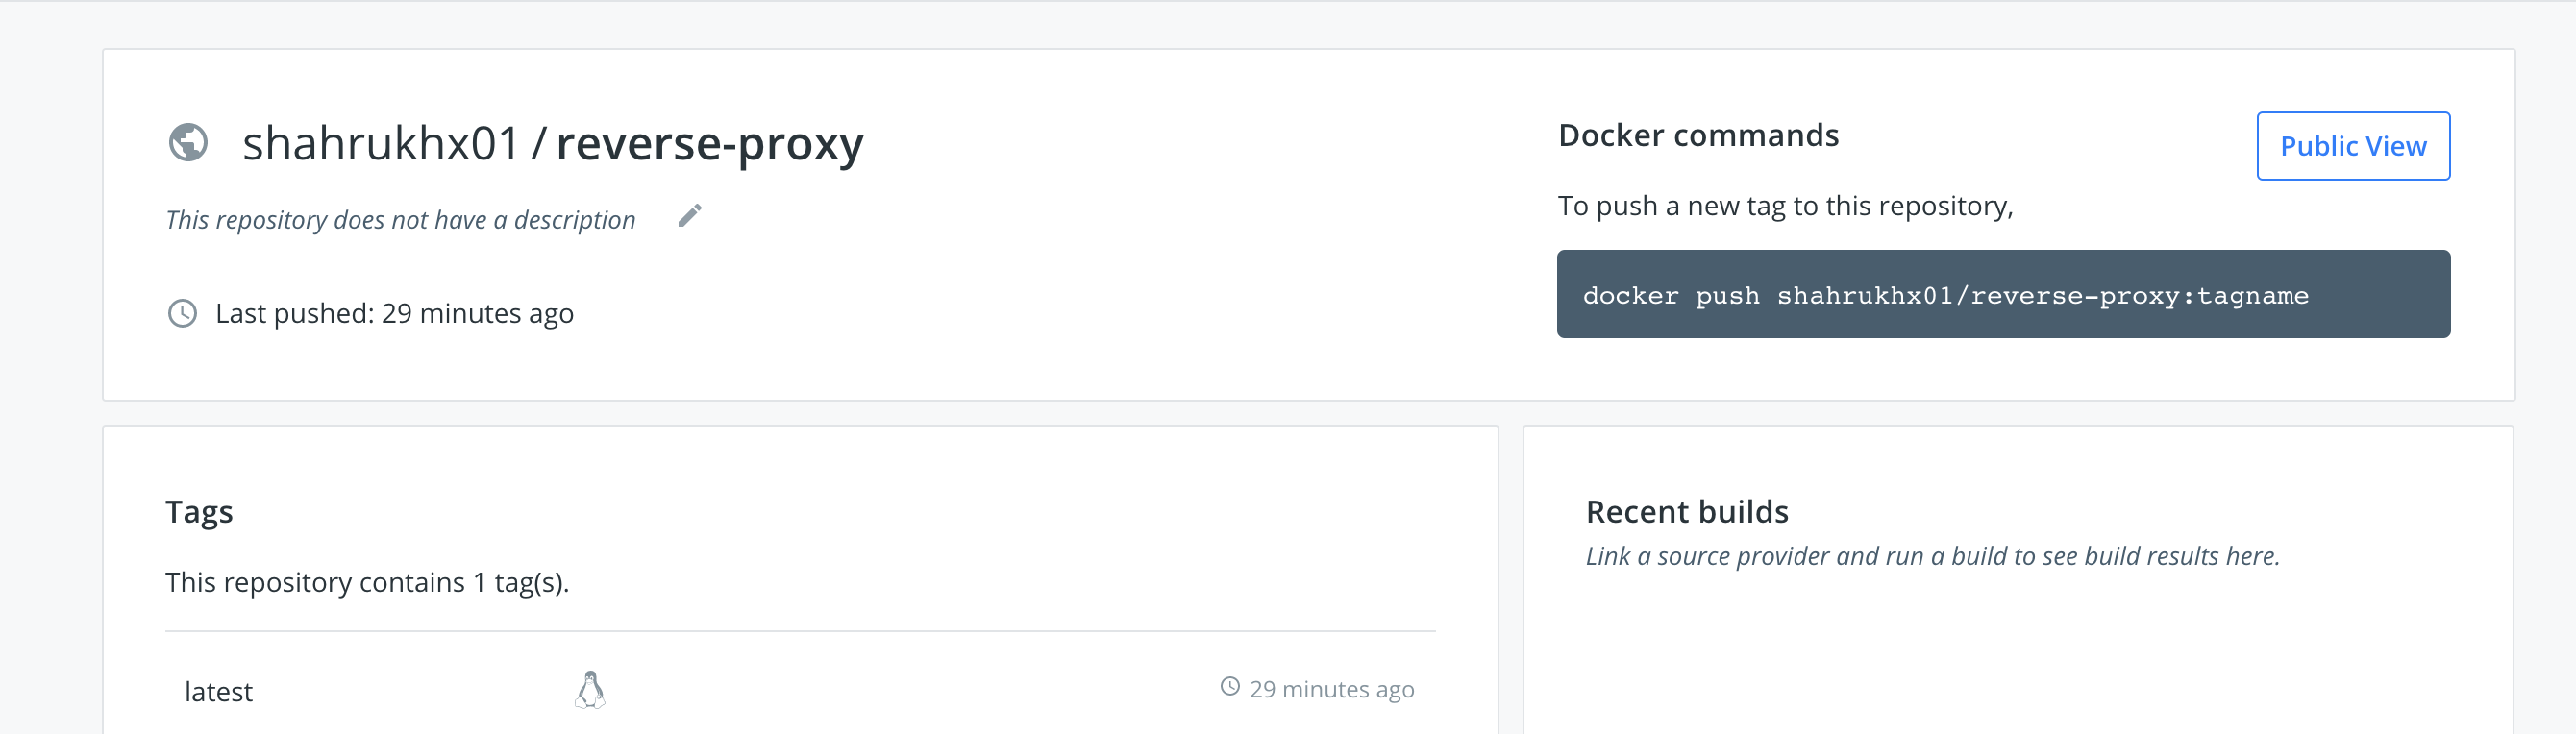 shahrukhx01 / reverse-proxy
This repository does not have a description
Last pushed: 29 minutes ago
Docker commands
Public View
To push a new tag to this repository,
docker push shahrukhx01/reverse-proxy:tagname
Tags
This repository contains 1 tag(s).
latest
29 minutes ago
Recent builds
Link a source provider and run a build to see build results here.